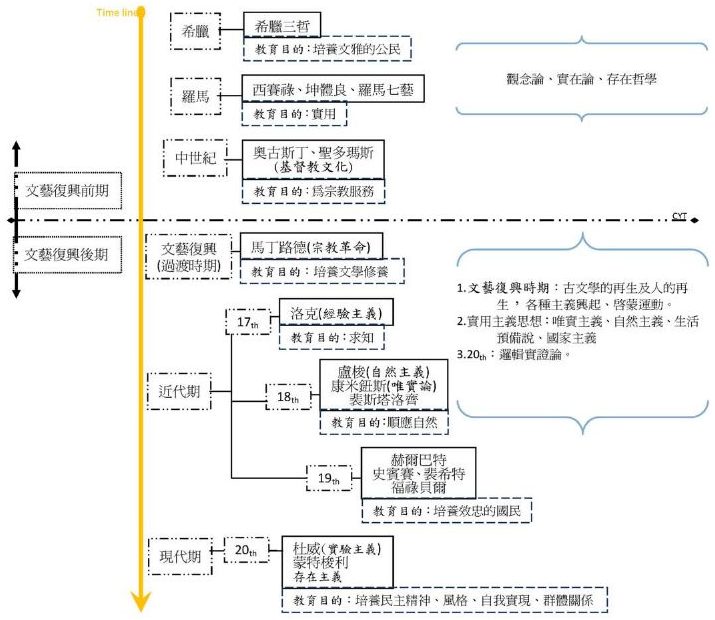 Time line
希臘
希臘三哲
教育目的：培養文雅的公民
羅馬
西賽祿、坤體良、羅馬七藝
教育目的：實用
觀念論、實在論、存在哲學
中世紀
奧古斯丁、聖多瑪斯
(基督教文化)
教育目的：為宗教服務
文藝復興前期
CYT
文藝復興後期
文藝復興
(過渡時期)
馬丁路德(宗教革命)
教育目的：培養文學修養
1.文藝復興時期：古文學的再生及人的再
生，各種主義興起、啓蒙運動。
2.實用主義思想：唯實主義、自然主義、生活
預備說、國家主義
3.20th：邏輯實證論。
近代期
17th
洛克(經驗主義)
教育目的：求知
18th
盧梭(自然主義)
康米紐斯(唯實論)
裴斯塔洛齊
教育目的：順應自然
19th
赫爾巴特
史賓賽、裴希特
福祿貝爾
教育目的：培養效忠的國民
現代期
20th
杜威(實驗主義)
蒙特梭利
存在主義
教育目的：培養民主精神、風格、自我實現、群體關係